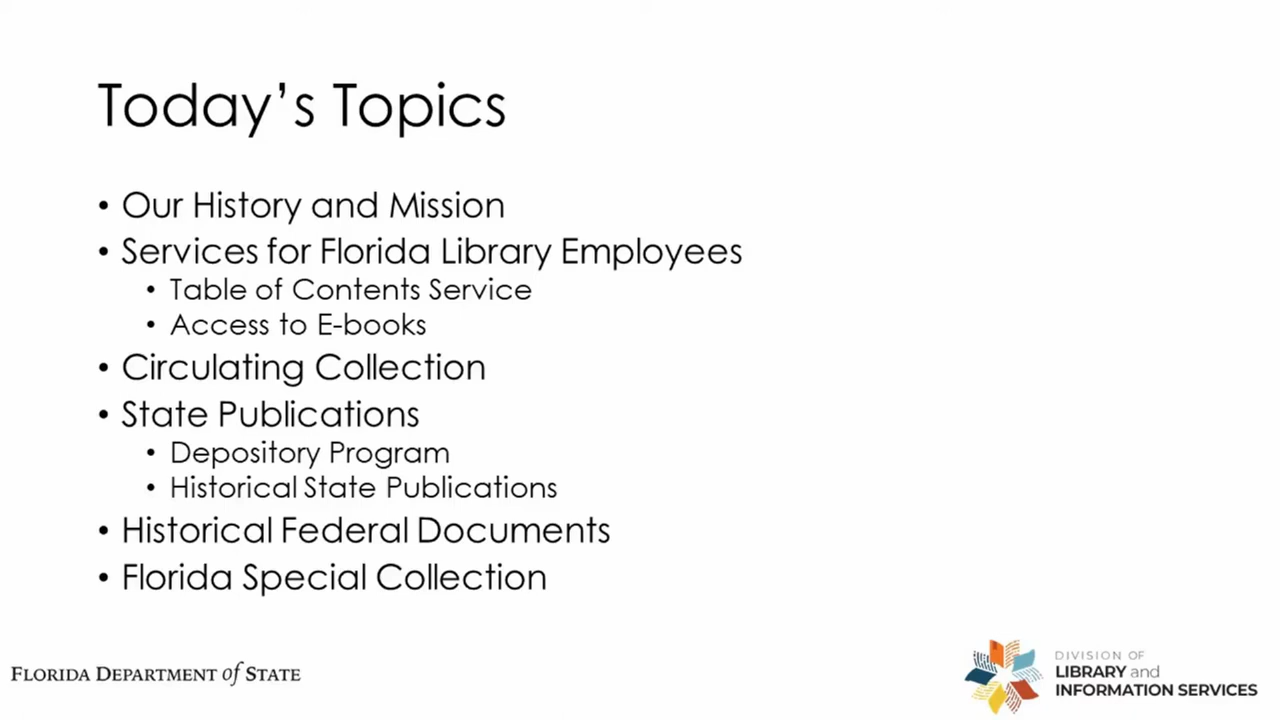 Today's Topics
• Our History and Mission
• Services for Florida Library Employees
• Table of Contents Service
• Access to E-books
• Circulating Collection
• State Publications
• Depository Program
• Historical State Publications
• Historical Federal Documents
• Florida Special Collection
FLORIDA DEPARTMENT of STATE
DIVISION OF
LIBRARY and
INFORMATION SERVICES